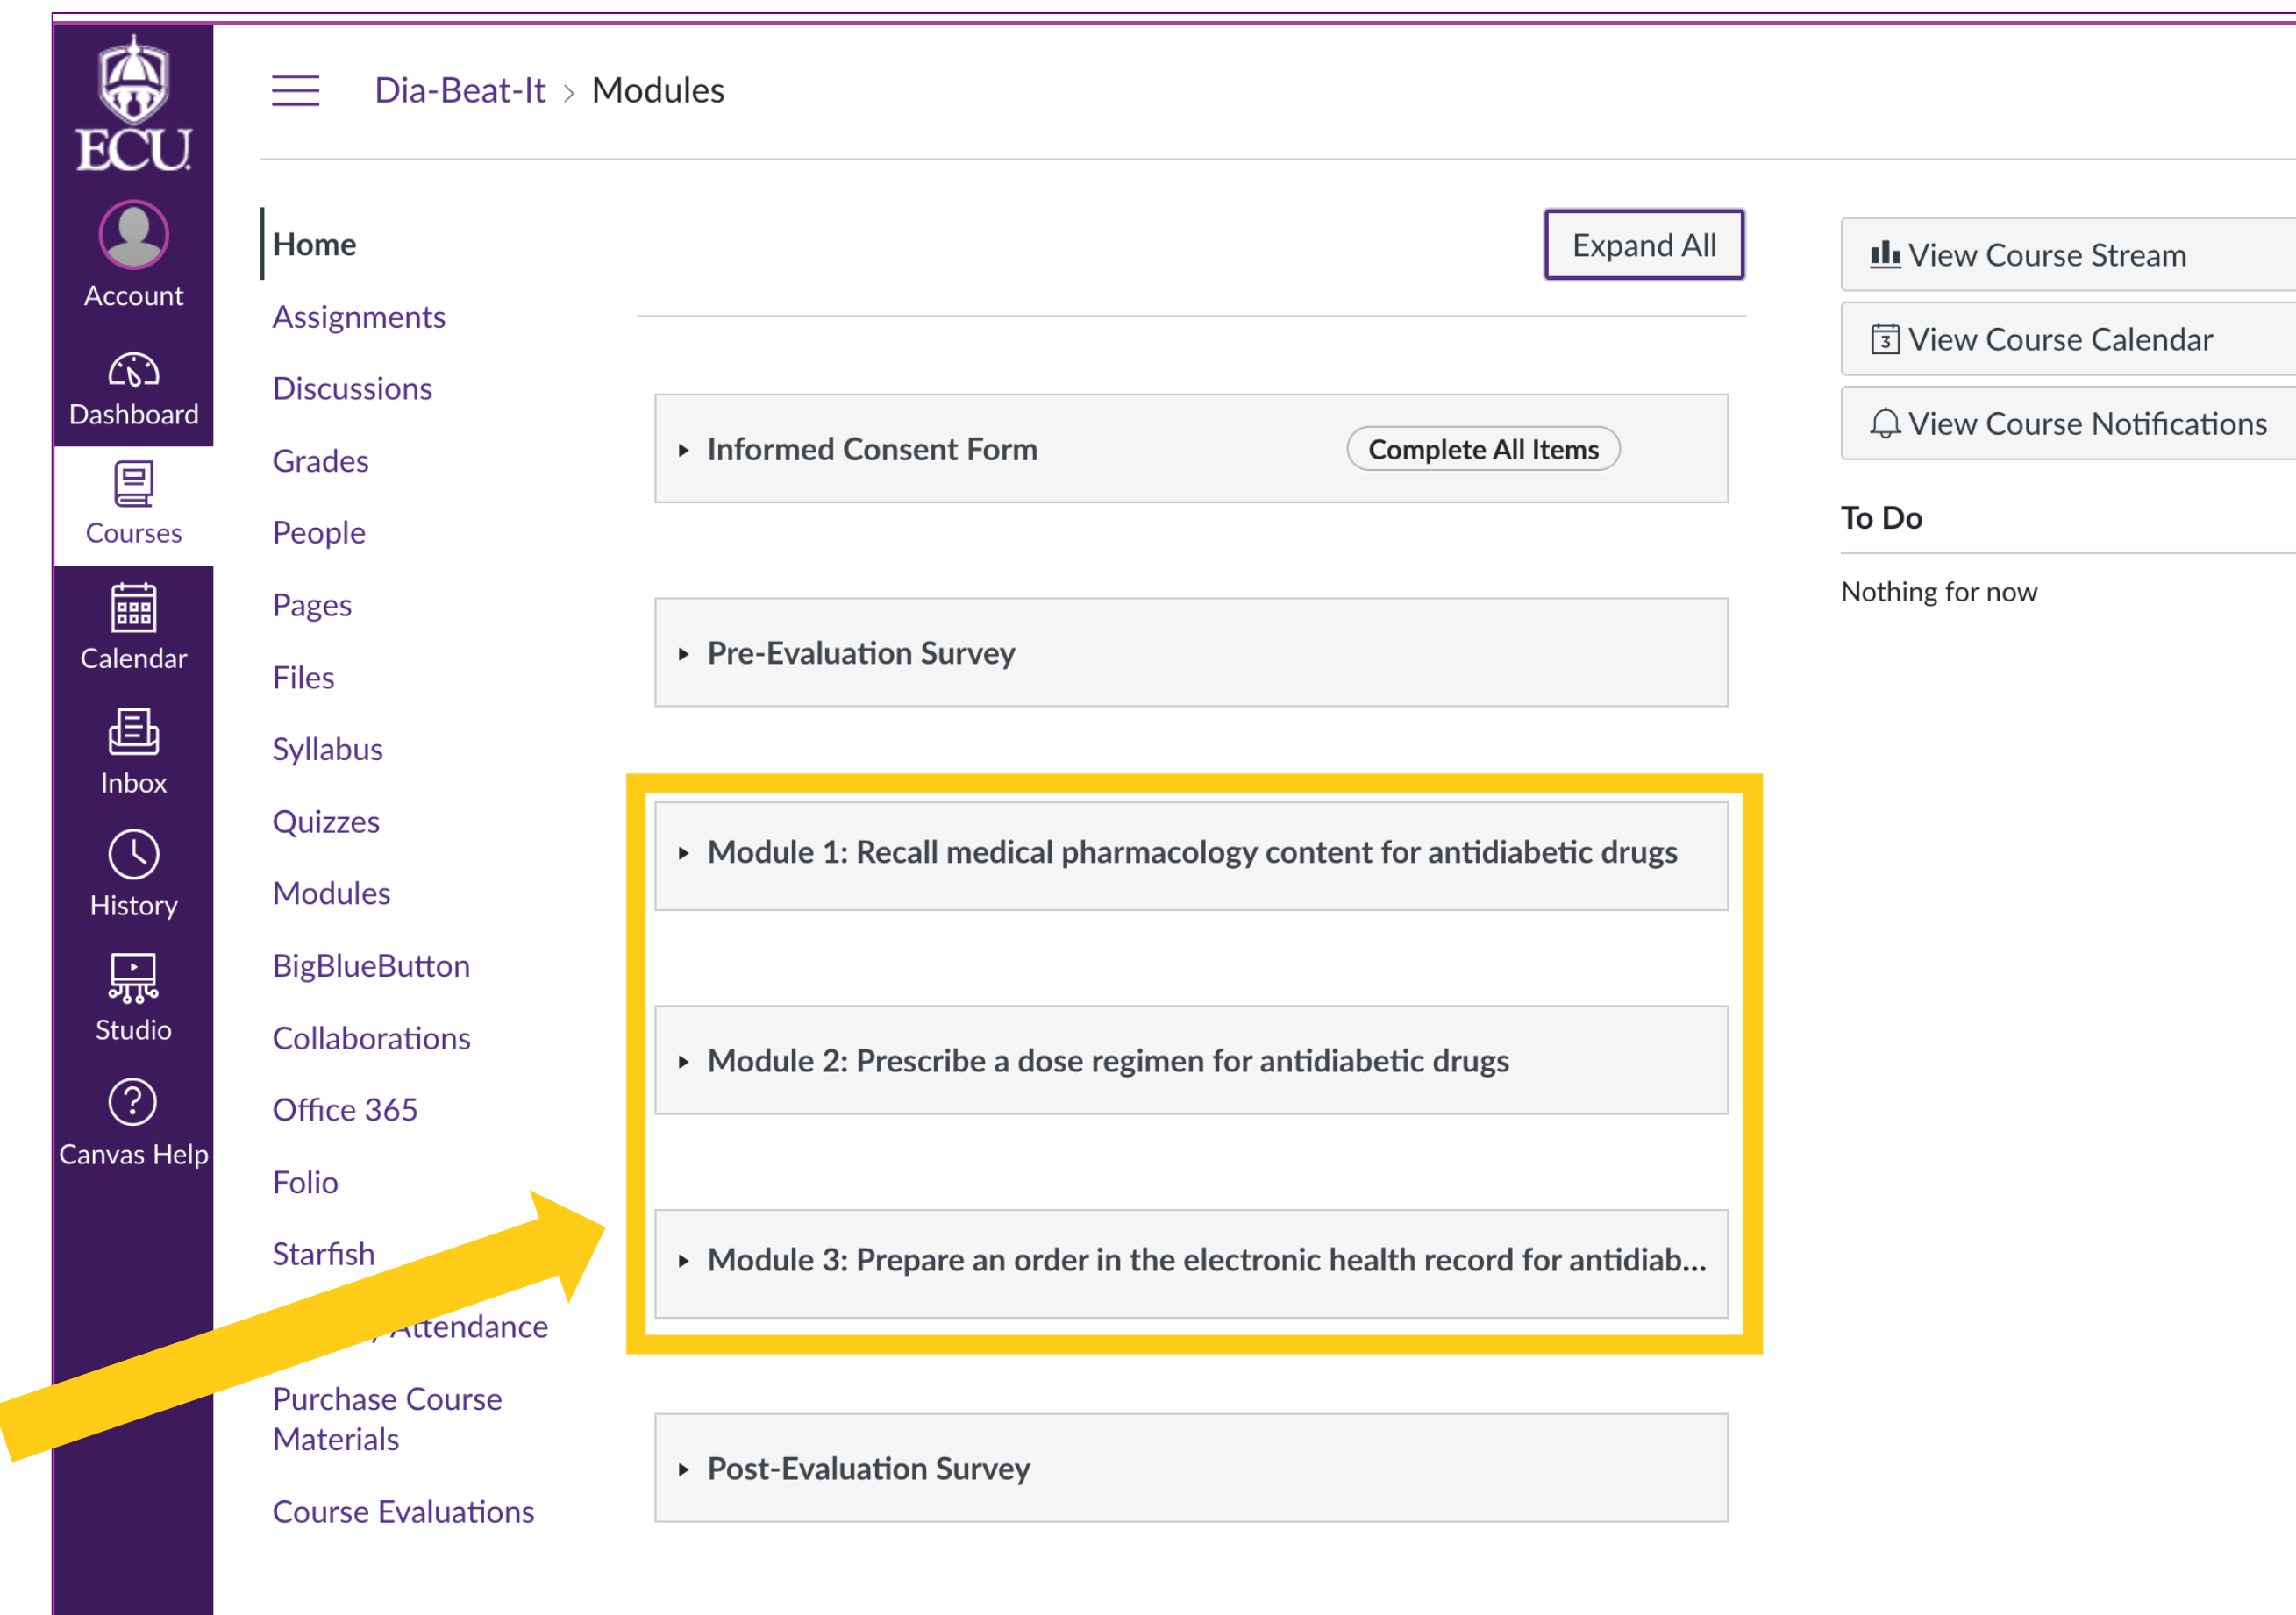 ECU
Account
Dashboard
Courses
Calendar
Inbox
History
Studio
Canvas Help
Dia-Beat-It > Modules
Home
Assignments
Discussions
Grades
People
Pages
Files
Syllabus
Quizzes
Modules
BigBlueButton
Collaborations
Office 365
Folio
Starfish
Attendance
Purchase Course
Materials
Course Evaluations
Expand All
Informed Consent Form
Complete All Items
Pre-Evaluation Survey
Module 1: Recall medical pharmacology content for antidiabetic drugs
Module 2: Prescribe a dose regimen for antidiabetic drugs
Module 3: Prepare an order in the electronic health record for antidiab...
Post-Evaluation Survey
View Course Stream
3 View Course Calendar
View Course Notifications
To Do
Nothing for now